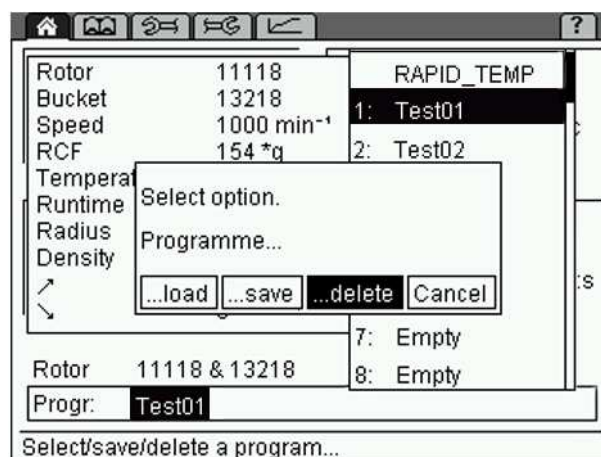 ?
Rotor 11118
Bucket 13218
Speed 1000 min⁻¹
RCF 154 *g
Runtime
Radius
Density
RAPID_TEMP
1: Test01
2: Test02
7: Empty
8: Empty
Select option.
Programme...
...load ...save ...delete Cancel
Rotor 11118 & 13218
Progr: Test01
Select/save/delete a program...